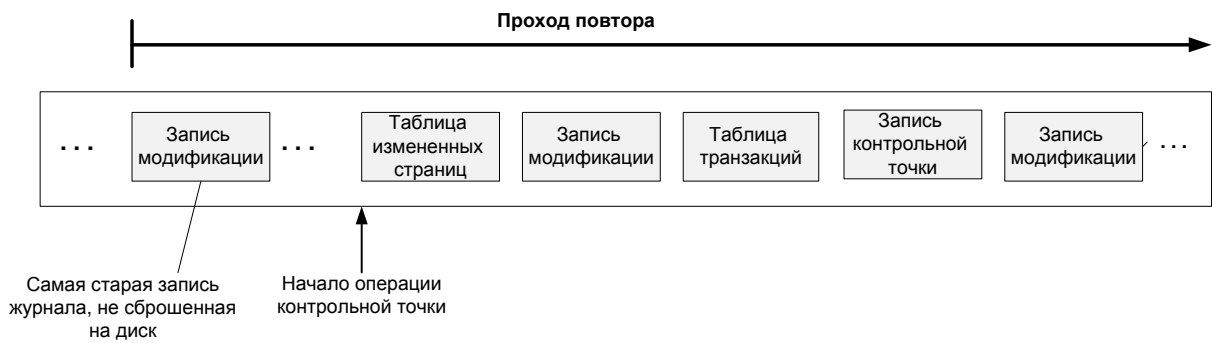 Проход повтора
. . .
Запись
модификации
. . .
Таблица
измененных
страниц
Запись
модификации
Таблица
транзакций
Запись
контрольной
точки
Запись
модификации
. . .
Самая старая запись
журнала, не сброшенная
на диск
Начало операции
контрольной точки